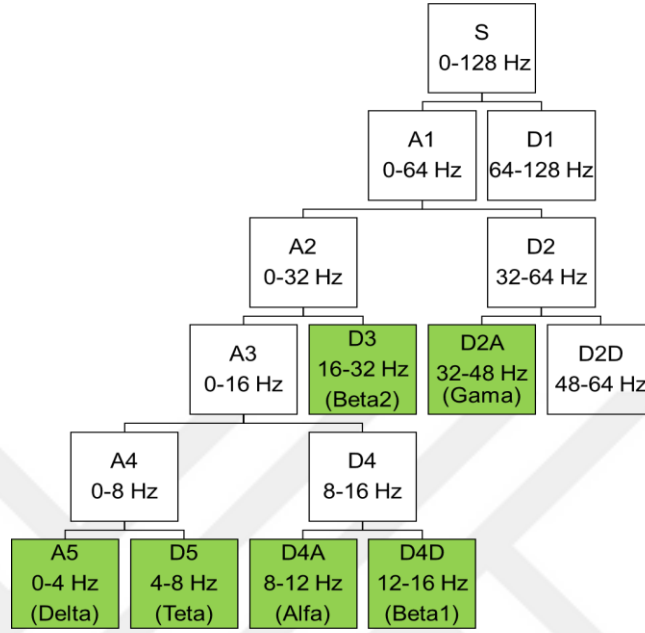 S
0-128 Hz
A1
0-64 Hz
D1
64-128 Hz
A2
0-32 Hz
D2
32-64 Hz
A3
0-16 Hz
D3
16-32 Hz
(Beta2)
D2A
32-48 Hz
(Gama)
D2D
48-64 Hz
A4
0-8 Hz
D4
8-16 Hz
A5
0-4 Hz
(Delta)
D5
4-8 Hz
(Teta)
D4A
8-12 Hz
(Alfa)
D4D
12-16 Hz
(Beta1)